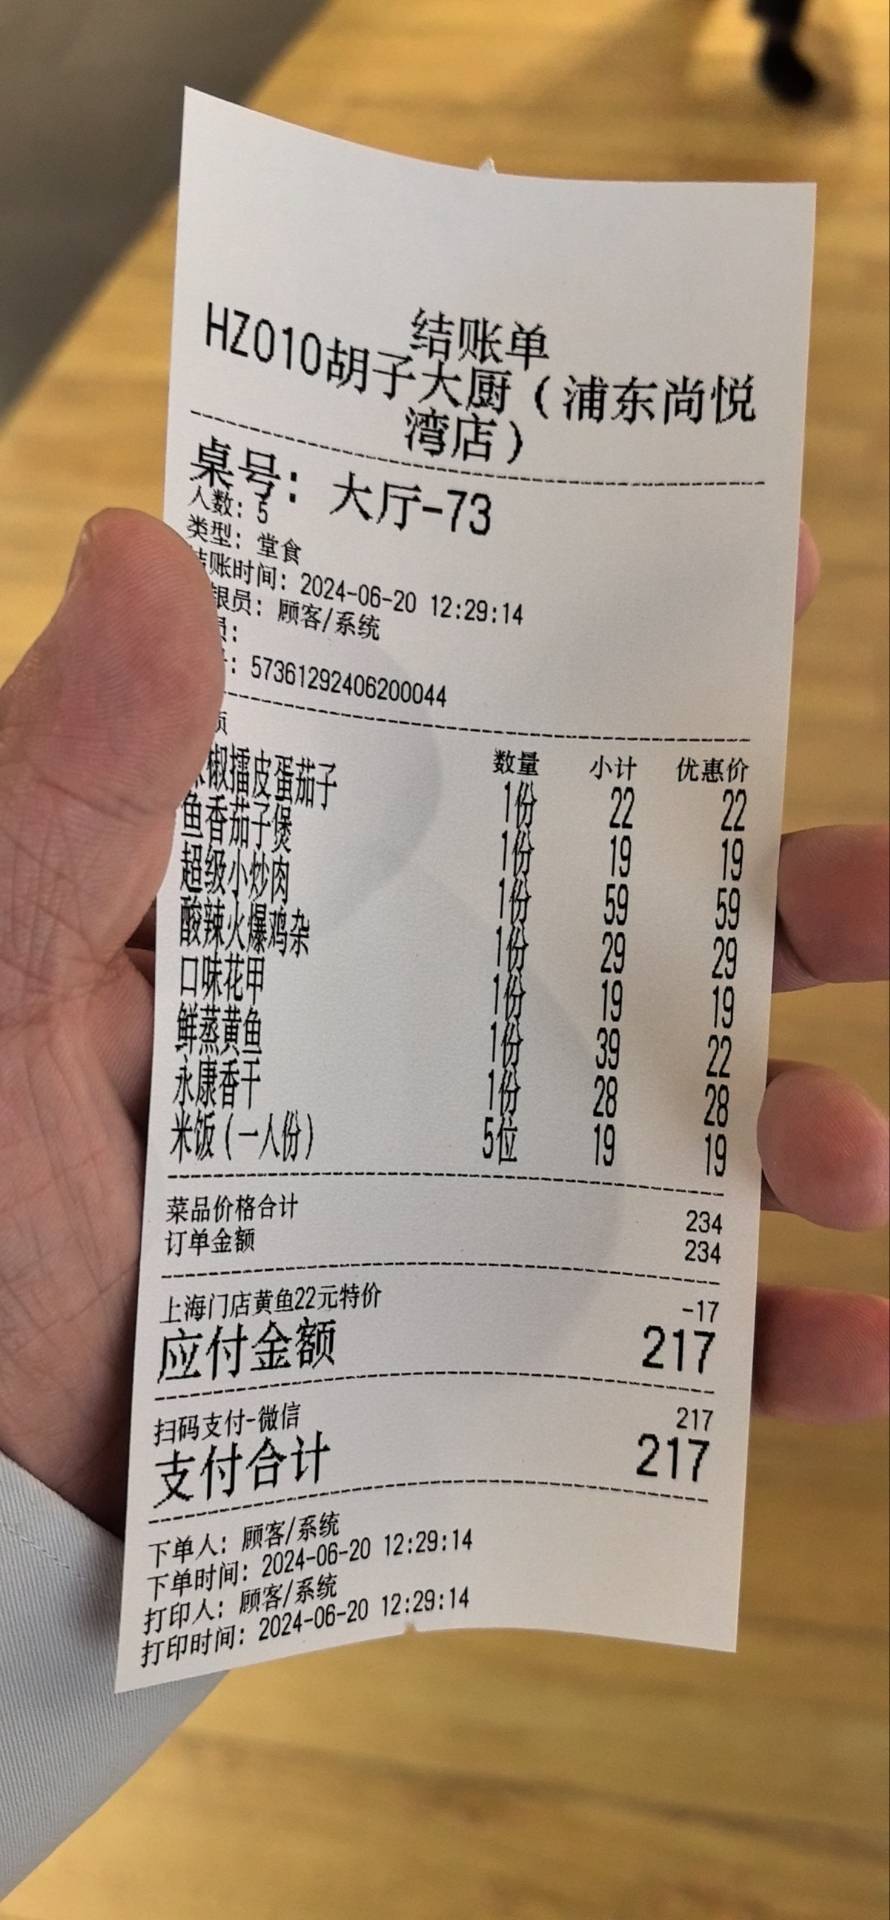 结账单
HZ010胡子大厨(浦东尚悦
湾店)
桌号: 大厅-73
人数: 5
类型: 堂食
结账时间: 2024-06-20 12:29:14
银员: 顾客/系统
员:
: 57361292406200044
数量 小计 优惠价
椒擂皮蛋茄子 1份 22 22
鱼香茄子煲 1份 19 19
超级小炒肉 1份 59 59
酸辣火爆鸡杂 1份 29 29
口味花甲 1份 19 19
鲜蒸黄鱼 1份 39 22
永康香干 1份 28 28
米饭(一人份) 5位 19 19
菜品价格合计 234
订单金额 234
上海门店黄鱼22元特价 -17
应付金额 217
扫码支付-微信 217
支付合计 217
下单人: 顾客/系统
下单时间: 2024-06-20 12:29:14
打印人: 顾客/系统
打印时间: 2024-06-20 12:29:14